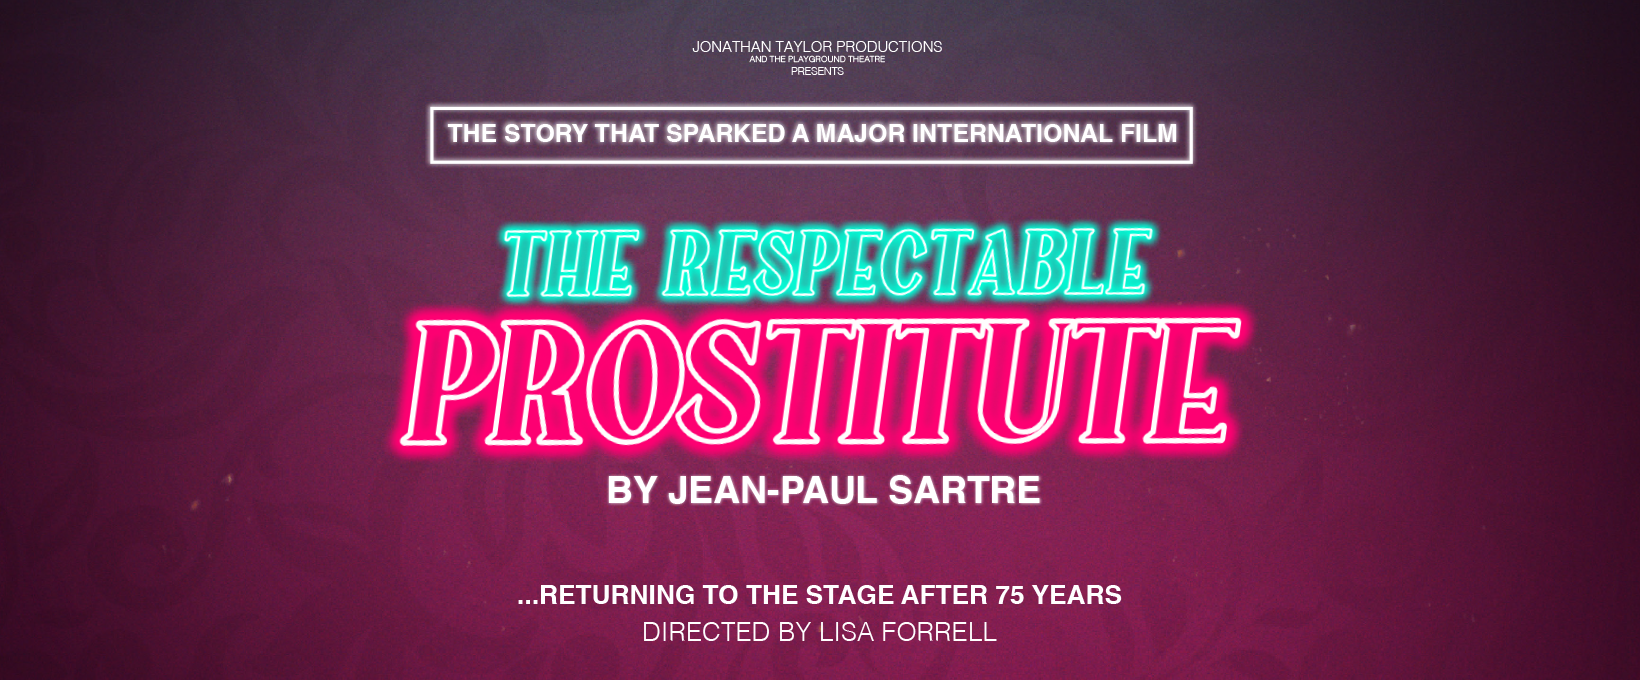 JONATHAN TAYLOR PRODUCTIONS
AND THE PLAYGROUND THEATRE
PRESENTS
THE STORY THAT SPARKED A MAJOR INTERNATIONAL FILM
THE RESPECTABLE
PROSTITUTE
BY JEAN-PAUL SARTRE
...RETURNING TO THE STAGE AFTER 75 YEARS
DIRECTED BY LISA FORRELL